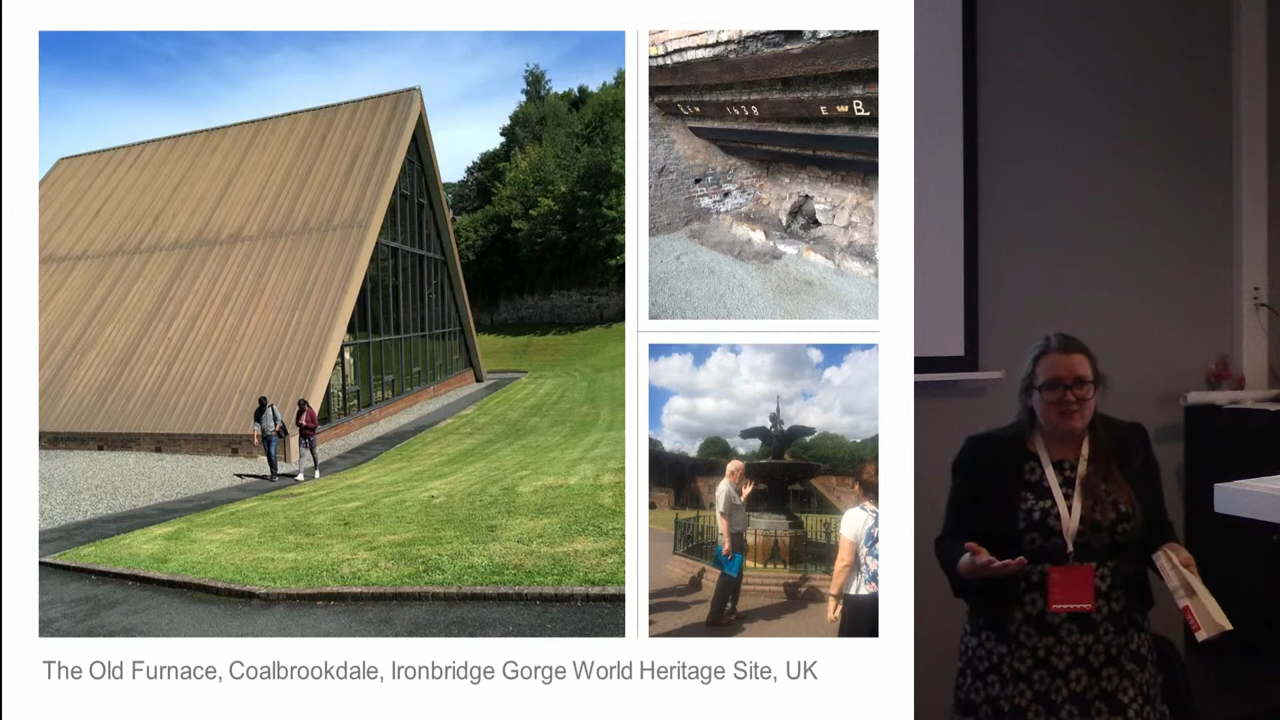 1638
E B
The Old Furnace, Coalbrookdale, Ironbridge Gorge World Heritage Site, UK